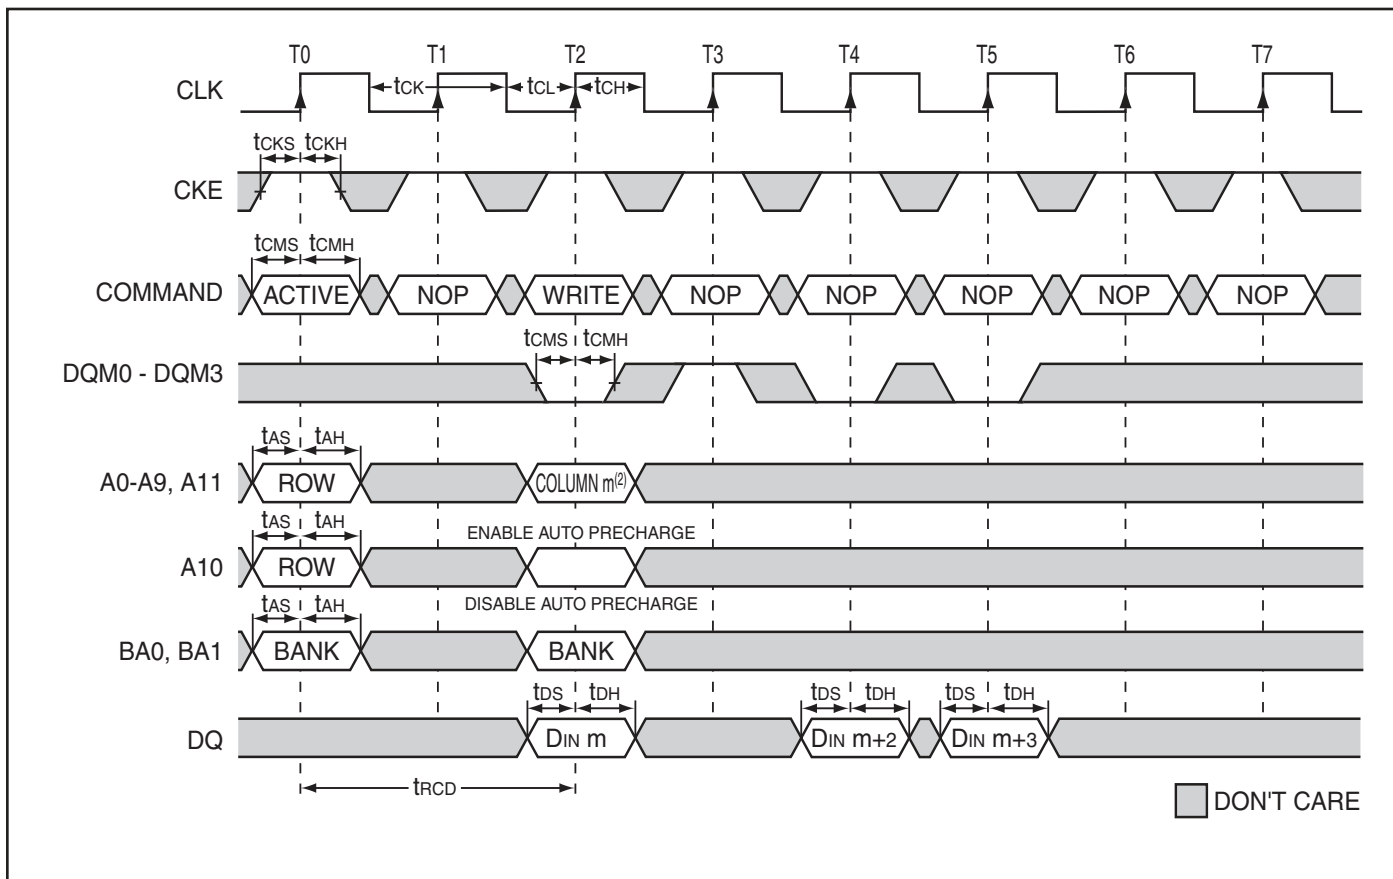 T0 T1 T2 T3 T4 T5 T6 T7
CLK tCK tCL tCH
tCKS tCKH
CKE
tCMS tCMH
COMMAND ACTIVE NOP WRITE NOP NOP NOP NOP NOP
tCMS tCMH
DQM0 - DQM3
tAS tAH
A0-A9, A11 ROW COLUMN m(2)
tAS tAH ENABLE AUTO PRECHARGE
A10 ROW
tAS tAH DISABLE AUTO PRECHARGE
BA0, BA1 BANK BANK
tDS tDH tDS tDH tDS tDH
DQ DIN m DIN m+2 DIN m+3
tRCD
DON'T CARE